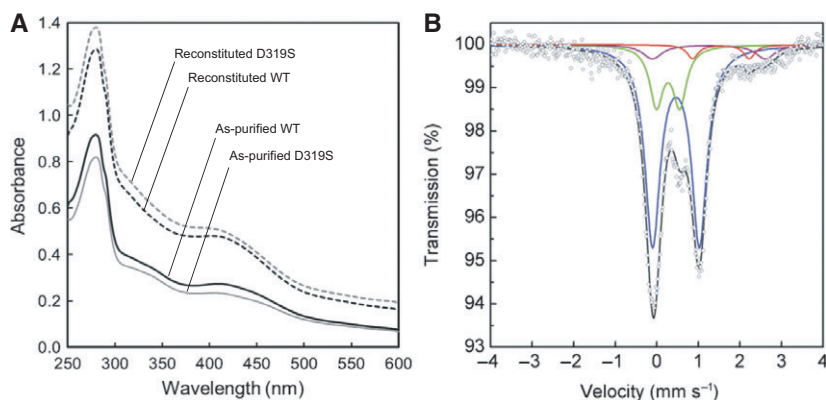 A
1.4
1.2
1.0
0.8
0.6
0.4
0.2
0.0
Absorbance
Reconstituted D319S
Reconstituted WT
As-purified WT
As-purified D319S
250 300 350 400 450 500 550 600
Wavelength (nm)
B
100
99
98
97
96
95
94
93
Transmission (%)
–4 –3 –2 –1 0 1 2 3 4
Velocity (mm s⁻¹)